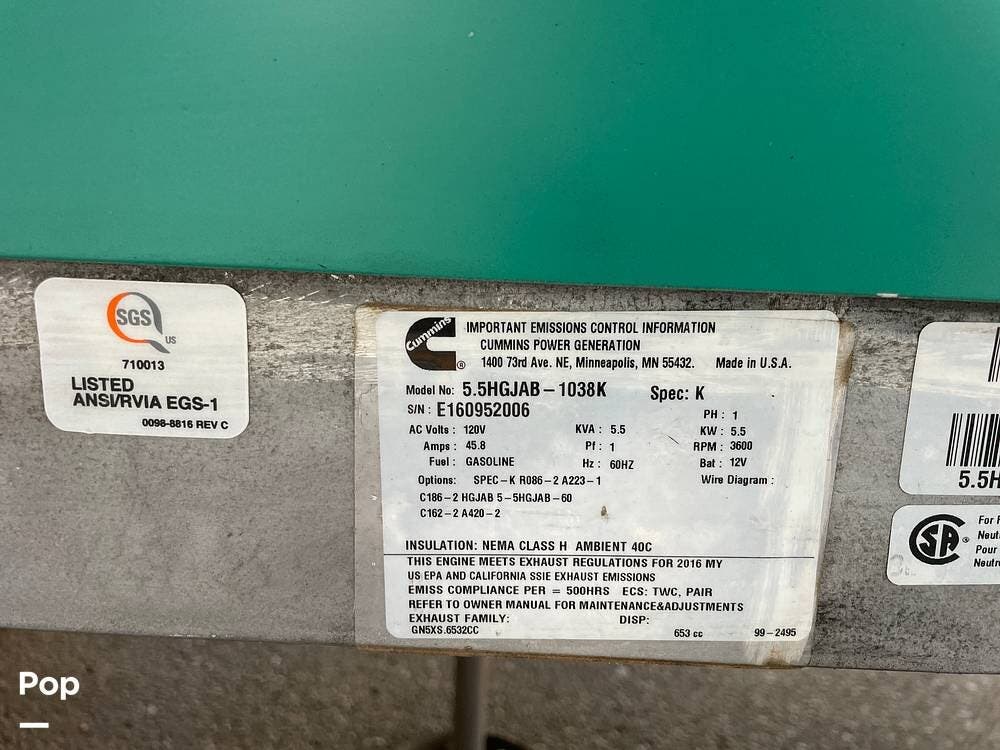 SGS
US
710013
LISTED
ANSI/RVIA EGS-1
0098-8816 REV C
Cummins
®
IMPORTANT EMISSIONS CONTROL INFORMATION
CUMMINS POWER GENERATION
1400 73rd Ave. NE, Minneapolis, MN 55432. Made in U.S.A.
Model No: 5.5HGJAB-1038K Spec: K
S/N : E160952006 PH : 1
AC Volts : 120V KVA : 5.5 KW : 5.5
Amps : 45.8 Pf : 1 RPM : 3600
Fuel : GASOLINE Hz : 60HZ Bat : 12V
Options: SPEC-K R086-2 A223-1 Wire Diagram :
C186-2 HGJAB 5-5HGJAB-60
C162-2 A420-2
INSULATION: NEMA CLASS H AMBIENT 40C
THIS ENGINE MEETS EXHAUST REGULATIONS FOR 2016 MY
US EPA AND CALIFORNIA SSIE EXHAUST EMISSIONS
EMISS COMPLIANCE PER = 500HRS ECS: TWC, PAIR
REFER TO OWNER MANUAL FOR MAINTENANCE&ADJUSTMENTS
EXHAUST FAMILY: DISP:
GN5XS.6532CC 653 cc 99-2495
5.5H
SA ®
For
Neut
Pour
Neutre
Pop